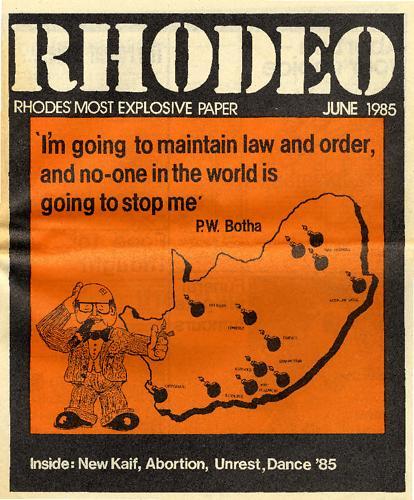 RHODEO
RHODES' MOST EXPLOSIVE PAPER JUNE 1985
'I'm going to maintain law and order,
and no-one in the world is
going to stop me'
P.W. Botha
Inside: New Kaif, Abortion, Unrest, Dance '85